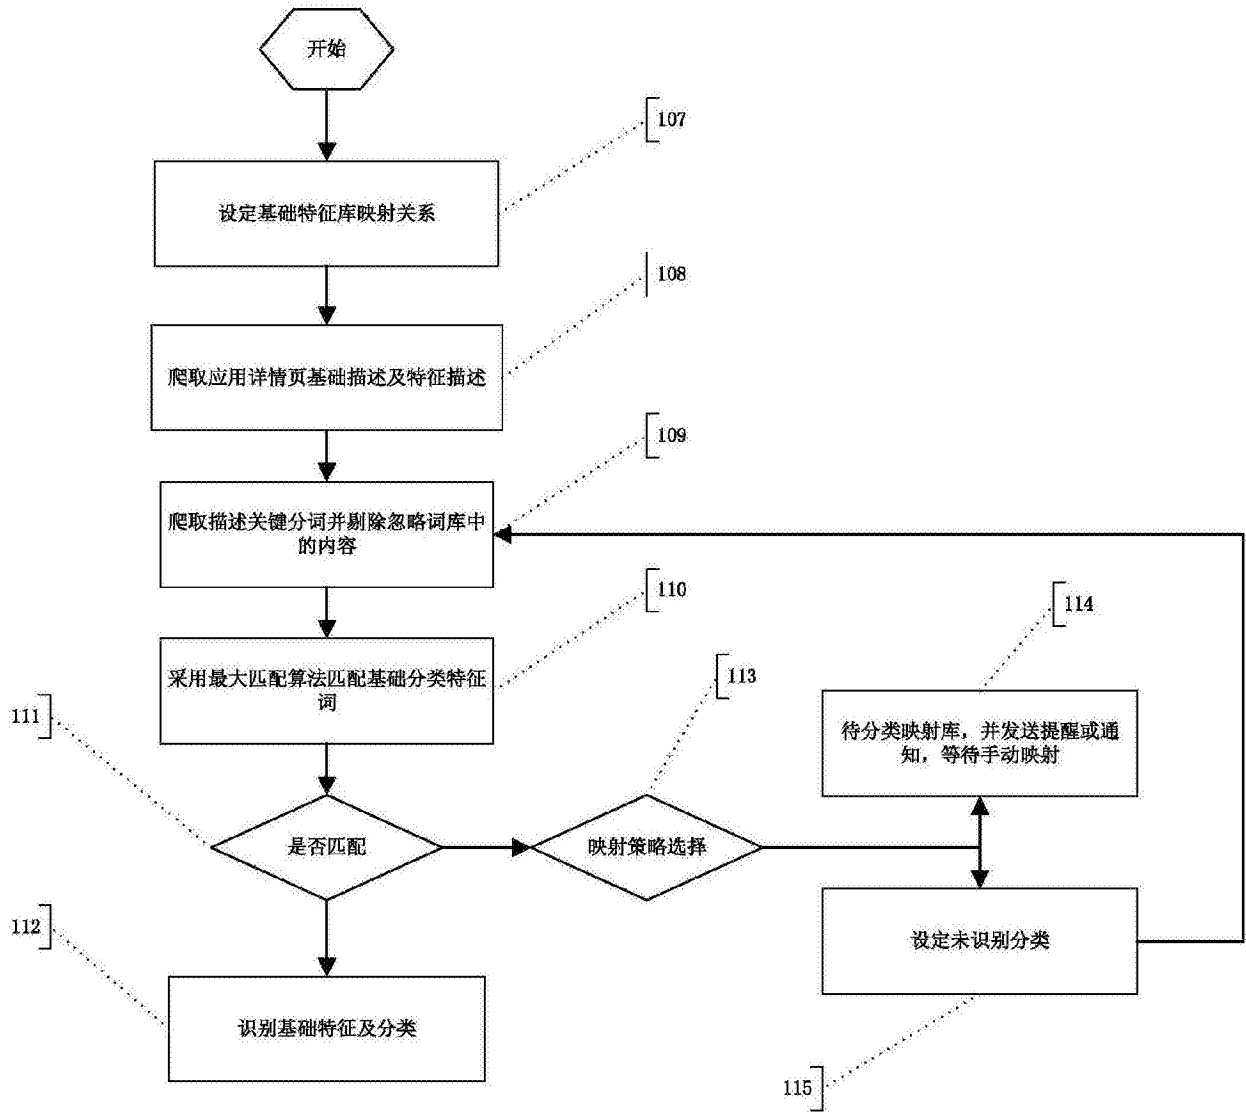 开始
107
设定基础特征库映射关系
108
爬取应用详情页基础描述及特征描述
109
爬取描述关键分词并剔除忽略词库中
的内容
110
采用最大匹配算法匹配基础分类特征
词
111
是否匹配
113
映射策略选择
114
待分类映射库，并发送提醒或通
知，等待手动映射
设定未识别分类
115
112
识别基础特征及分类